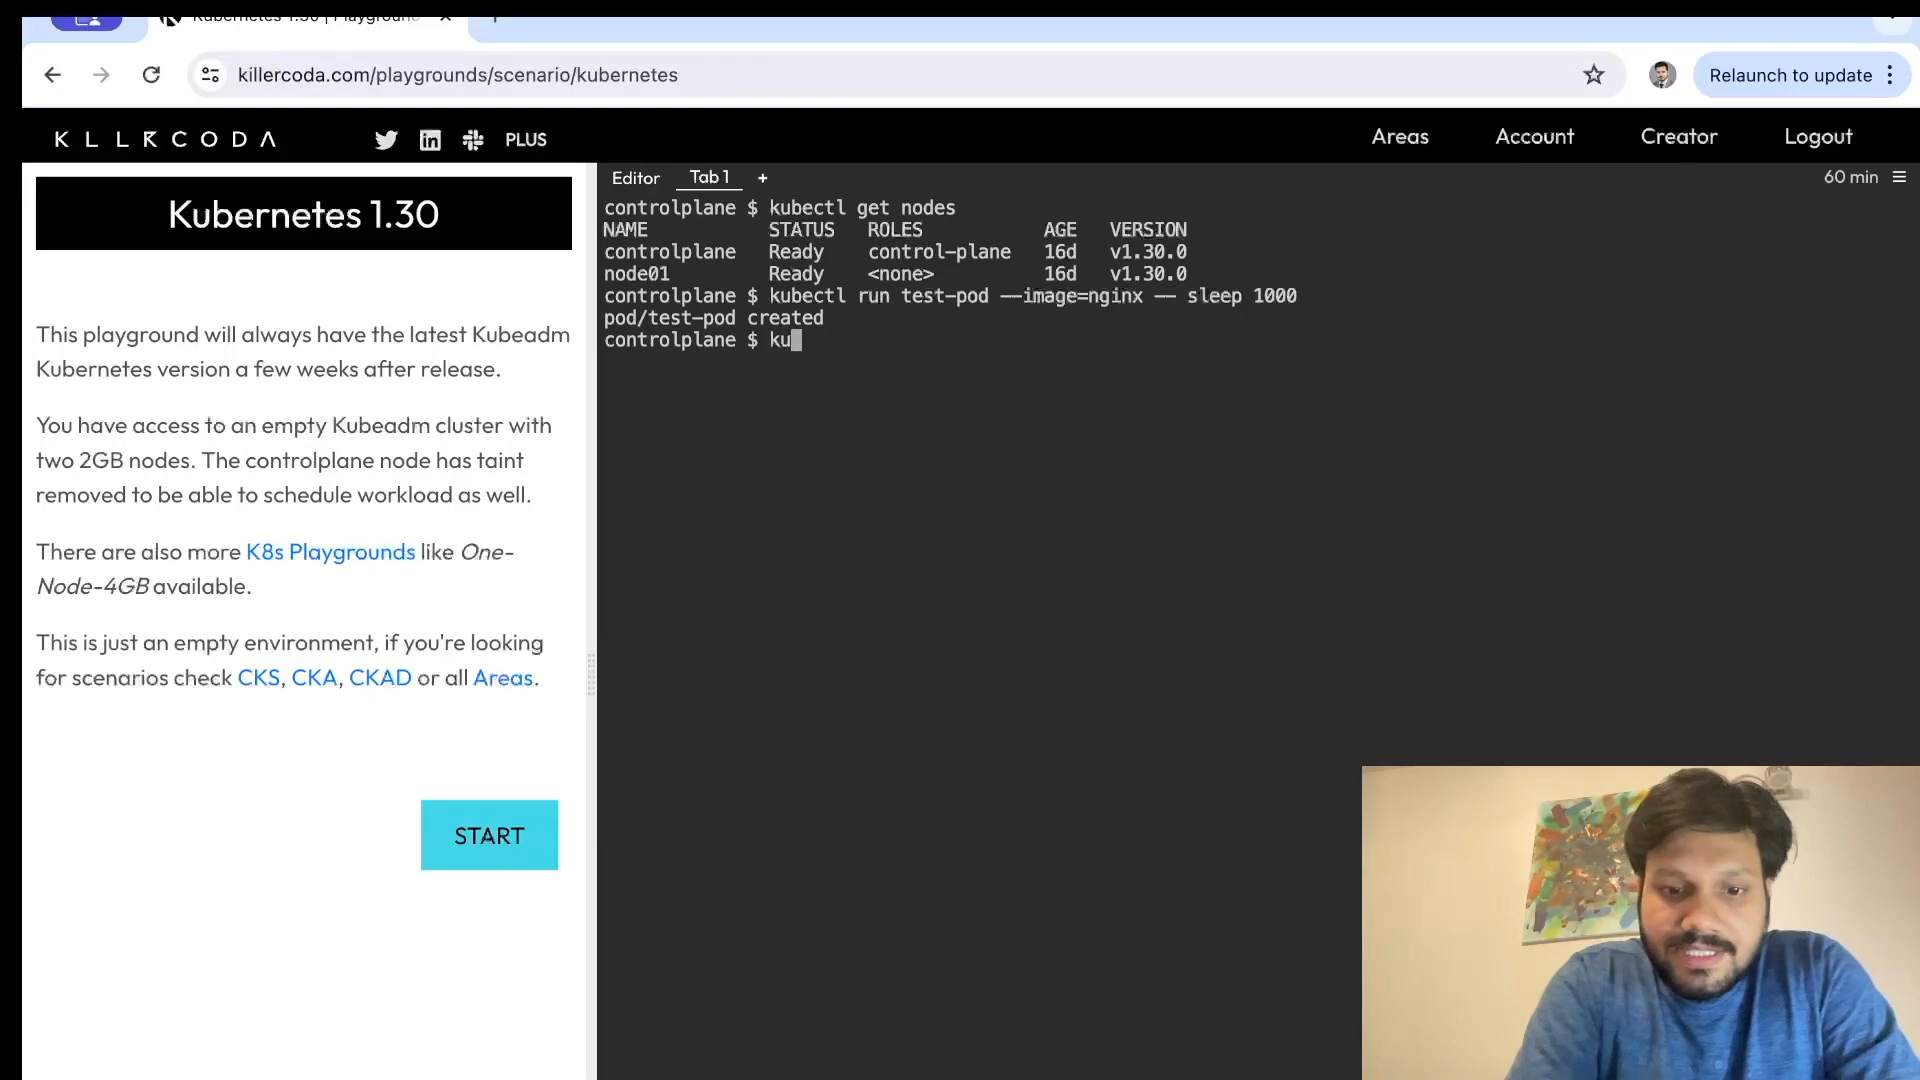 Kubernetes 1.30 | Playground
killercoda.com/playgrounds/scenario/kubernetes
Relaunch to update
KLLRCODA
PLUS
Areas
Account
Creator
Logout
Kubernetes 1.30
This playground will always have the latest Kubeadm
Kubernetes version a few weeks after release.
You have access to an empty Kubeadm cluster with
two 2GB nodes. The controlplane node has taint
removed to be able to schedule workload as well.
There are also more K8s Playgrounds like One-
Node-4GB available.
This is just an empty environment, if you're looking
for scenarios check CKS, CKA, CKAD or all Areas.
START
Editor
Tab 1
+
60 min
controlplane $ kubectl get nodes
NAME STATUS ROLES AGE VERSION
controlplane Ready control-plane 16d v1.30.0
node01 Ready <none> 16d v1.30.0
controlplane $ kubectl run test-pod --image=nginx -- sleep 1000
pod/test-pod created
controlplane $ ku